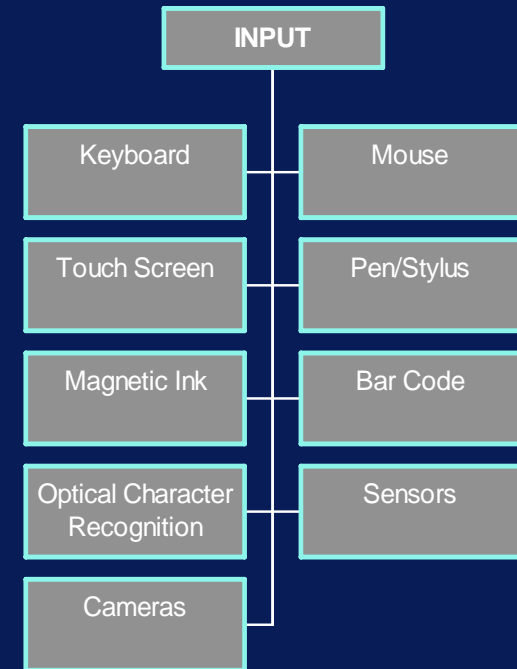 INPUT
Keyboard
Mouse
Touch Screen
Pen/Stylus
Magnetic Ink
Bar Code
Optical Character
Recognition
Sensors
Cameras